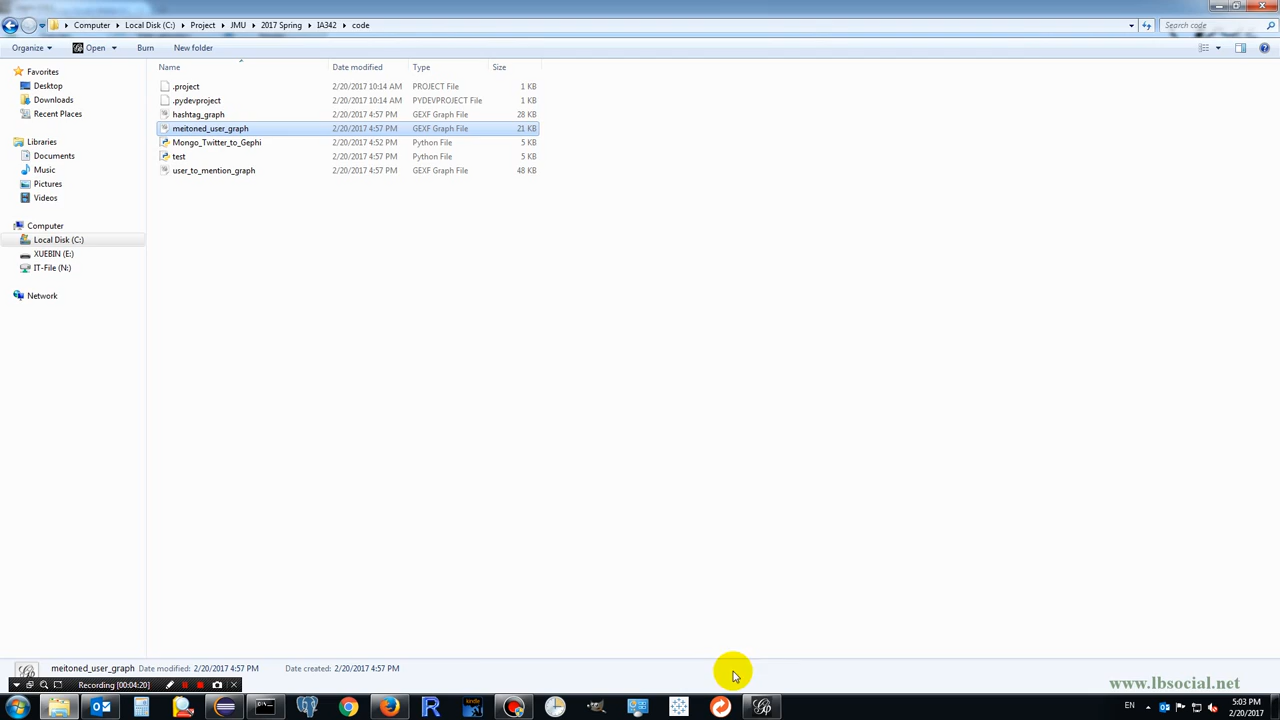 Computer Local Disk (C:) Project JMU 2017 Spring IA342 code Search code
Organize Open Burn New folder
Name Date modified Type Size
Favorites
Desktop
Downloads
Recent Places
Libraries
Documents
Music
Pictures
Videos
Computer
Local Disk (C:)
XUEBIN (E:)
IT-File (N:)
Network
.project 2/20/2017 10:14 AM PROJECT File 1 KB
.pydevproject 2/20/2017 10:14 AM PYDEVPROJECT File 1 KB
hashtag_graph 2/20/2017 4:57 PM GEXF Graph File 28 KB
meitoned_user_graph 2/20/2017 4:57 PM GEXF Graph File 21 KB
Mongo_Twitter_to_Gephi 2/20/2017 4:52 PM Python File 5 KB
test 2/20/2017 4:57 PM Python File 5 KB
user_to_mention_graph 2/20/2017 4:57 PM GEXF Graph File 48 KB
meitoned_user_graph Date modified: 2/20/2017 4:57 PM Date created: 2/20/2017 4:57 PM
Recording [00:04:20]
www.lbsocial.net
EN 5:03 PM
2/20/2017